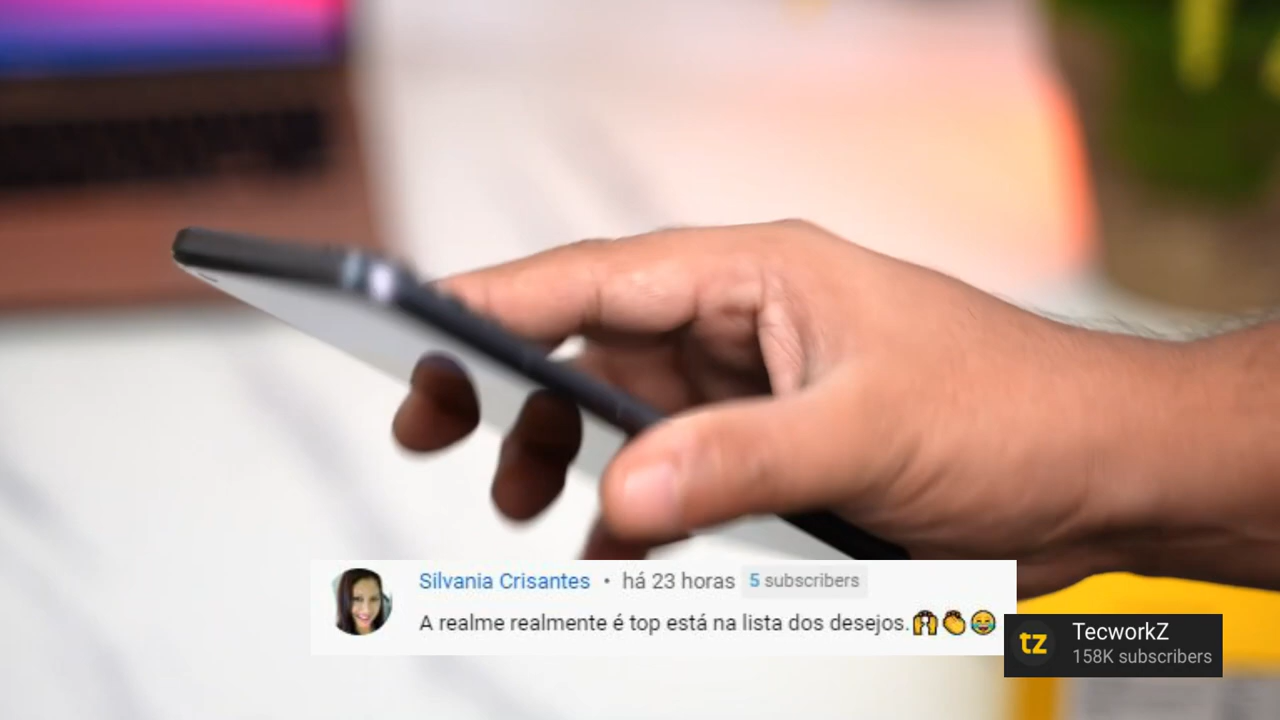 Silvania Crisantes • há 23 horas 5 subscribers
A realme realmente é top está na lista dos desejos.🙌👏😂
tz TecworkZ
158K subscribers